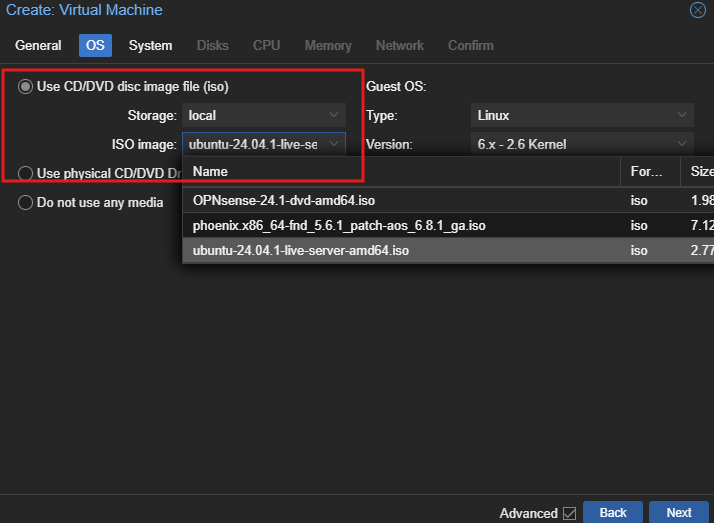 Create: Virtual Machine
General OS System Disks CPU Memory Network Confirm
Use CD/DVD disc image file (iso) Guest OS:
Storage: local Type: Linux
ISO image: ubuntu-24.04.1-live-se Version: 6.x - 2.6 Kernel
Use physical CD/DVD Dr
Name For... Size
Do not use any media
OPNsense-24.1-dvd-amd64.iso iso 1.98
phoenix.x86_64-fnd_5.6.1_patch-aos_6.8.1_ga.iso iso 7.12
ubuntu-24.04.1-live-server-amd64.iso iso 2.77
Advanced Back Next